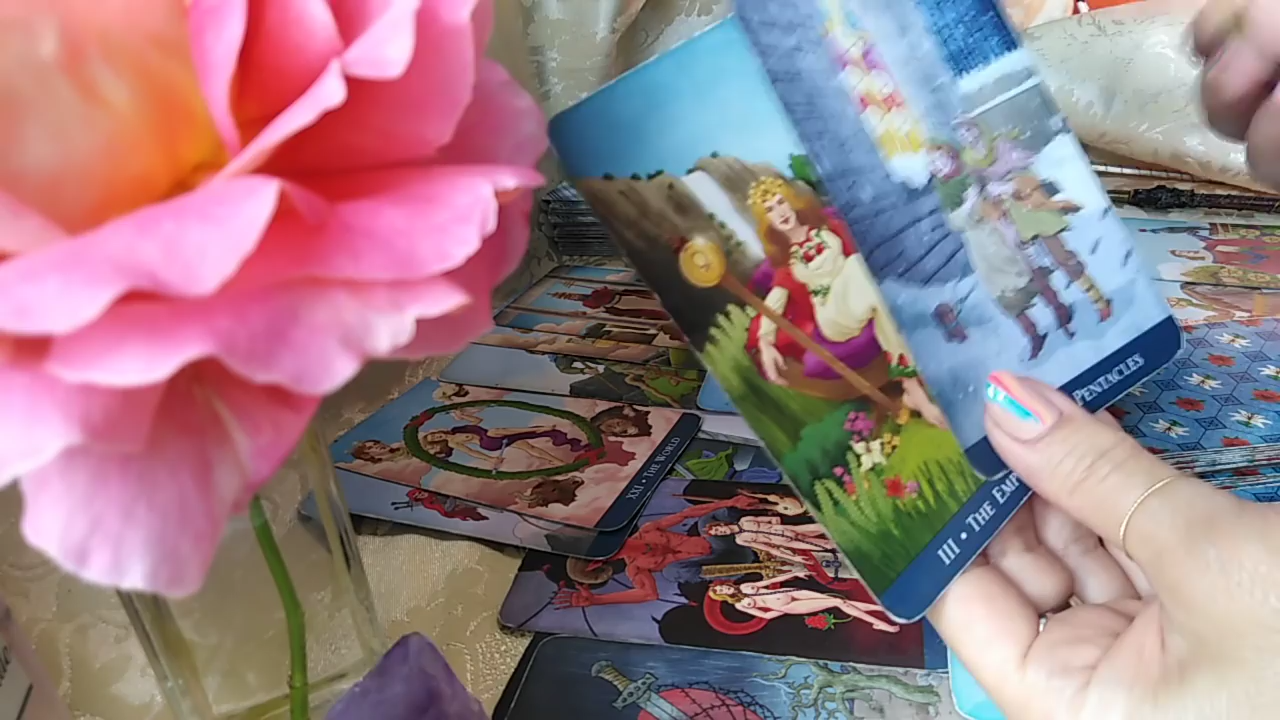 PENTACLES
III • THE EMP
XXI • THE WORLD